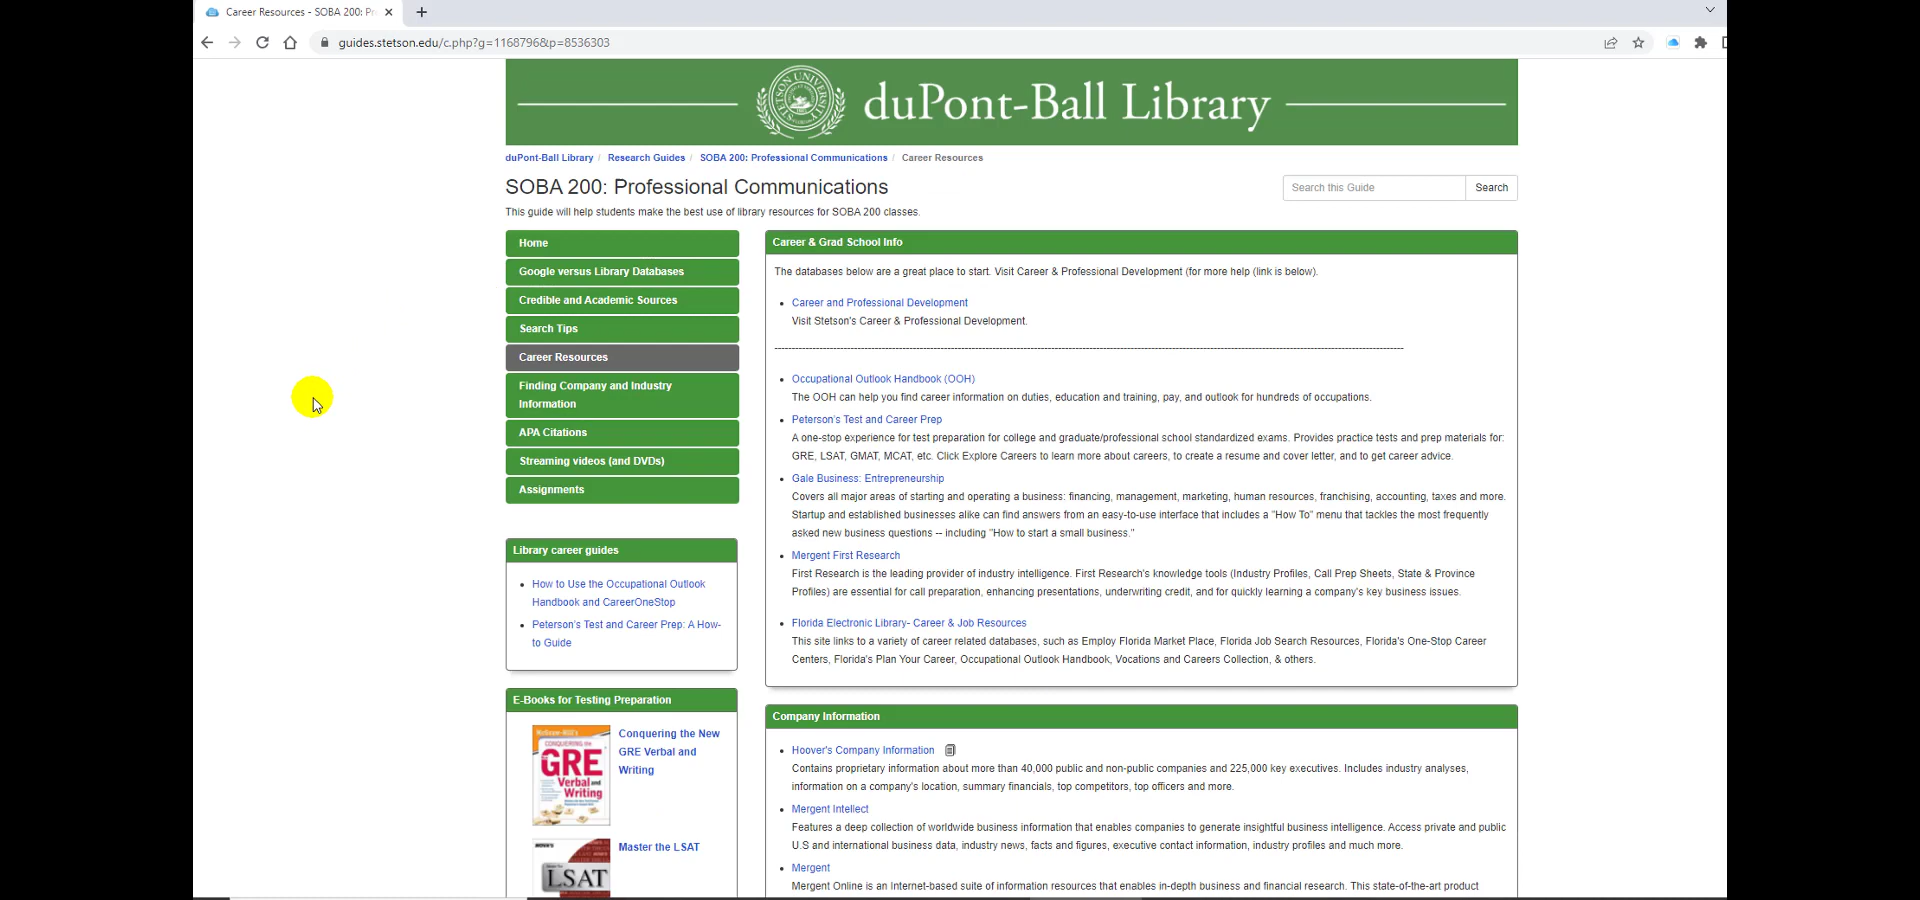 Career Resources - SOBA 200: Pr
guides.stetson.edu/c.php?g=1168796&p=8536303
duPont-Ball Library
duPont-Ball Library / Research Guides / SOBA 200: Professional Communications / Career Resources
SOBA 200: Professional Communications
Search this Guide
Search
This guide will help students make the best use of library resources for SOBA 200 classes.
Home
Google versus Library Databases
Credible and Academic Sources
Search Tips
Career Resources
Finding Company and Industry
Information
APA Citations
Streaming videos (and DVDs)
Assignments
Library career guides
How to Use the Occupational Outlook
Handbook and CareerOneStop
Peterson's Test and Career Prep: A How-
to Guide
E-Books for Testing Preparation
CONQUERING the
GRE
Verbal and
Writing
Conquering the New
GRE Verbal and
Writing
LSAT
Master the LSAT
Career & Grad School Info
The databases below are a great place to start. Visit Career & Professional Development (for more help (link is below).
Career and Professional Development
Visit Stetson's Career & Professional Development.
Occupational Outlook Handbook (OOH)
The OOH can help you find career information on duties, education and training, pay, and outlook for hundreds of occupations.
Peterson's Test and Career Prep
A one-stop experience for test preparation for college and graduate/professional school standardized exams. Provides practice tests and prep materials for:
GRE, LSAT, GMAT, MCAT, etc. Click Explore Careers to learn more about careers, to create a resume and cover letter, and to get career advice.
Gale Business: Entrepreneurship
Covers all major areas of starting and operating a business: financing, management, marketing, human resources, franchising, accounting, taxes and more.
Startup and established businesses alike can find answers from an easy-to-use interface that includes a "How To" menu that tackles the most frequently
asked new business questions -- including "How to start a small business."
Mergent First Research
First Research is the leading provider of industry intelligence. First Research's knowledge tools (Industry Profiles, Call Prep Sheets, State & Province
Profiles) are essential for call preparation, enhancing presentations, underwriting credit, and for quickly learning a company's key business issues.
Florida Electronic Library- Career & Job Resources
This site links to a variety of career related databases, such as Employ Florida Market Place, Florida Job Search Resources, Florida's One-Stop Career
Centers, Florida's Plan Your Career, Occupational Outlook Handbook, Vocations and Careers Collection, & others.
Company Information
Hoover's Company Information
Contains proprietary information about more than 40,000 public and non-public companies and 225,000 key executives. Includes industry analyses,
information on a company's location, summary financials, top competitors, top officers and more.
Mergent Intellect
Features a deep collection of worldwide business information that enables companies to generate insightful business intelligence. Access private and public
U.S and international business data, industry news, facts and figures, executive contact information, industry profiles and much more.
Mergent
Mergent Online is an Internet-based suite of information resources that enables in-depth business and financial research. This state-of-the-art product